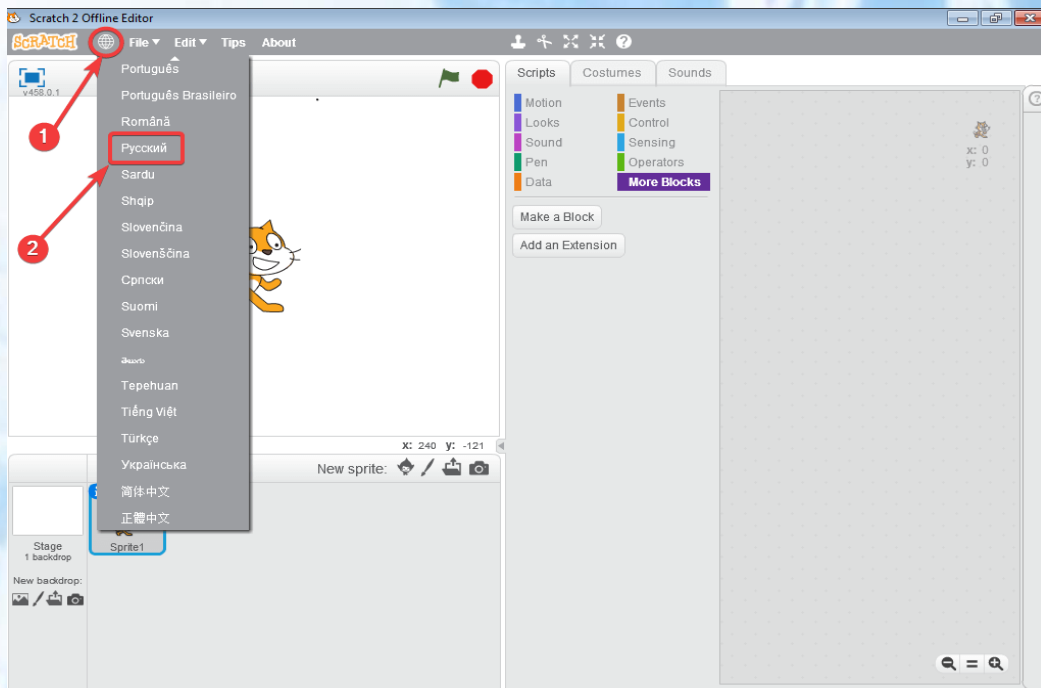 Scratch 2 Offline Editor
SCRATCH File Edit Tips About
v458.0.1
1
2
Português
Português Brasileiro
Română
Русский
Sardu
Shqip
Slovenčina
Slovenščina
Српски
Suomi
Svenska
తెలుగు
Tepehuan
Tiếng Việt
Türkçe
Українська
简体中文
正體中文
X: 240 y: -121
New sprite:
Stage
1 backdrop
New backdrop:
Sprite1
Scripts Costumes Sounds
Motion Events
Looks Control
Sound Sensing
Pen Operators
Data More Blocks
Make a Block
Add an Extension
x: 0
y: 0